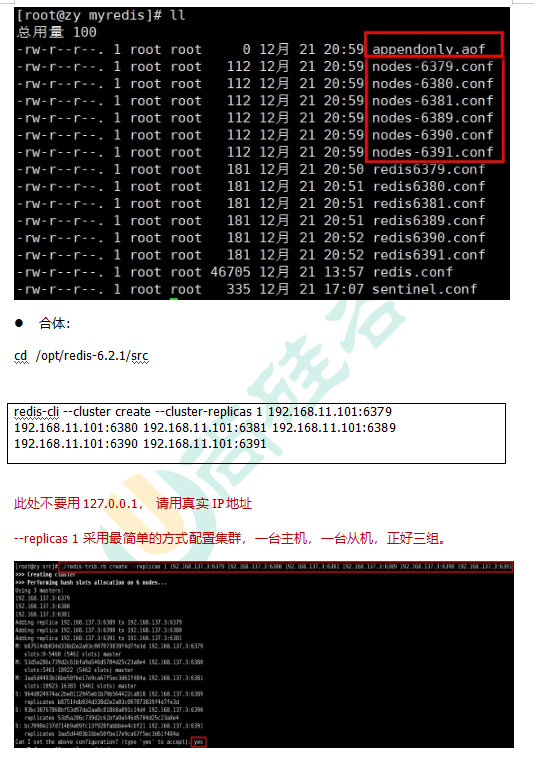 [root@zy myredis]# ll
总用量 100
-rw-r--r--. 1 root root 0 12月 21 20:59 appendonly.aof
-rw-r--r--. 1 root root 112 12月 21 20:59 nodes-6379.conf
-rw-r--r--. 1 root root 112 12月 21 20:59 nodes-6380.conf
-rw-r--r--. 1 root root 112 12月 21 20:59 nodes-6381.conf
-rw-r--r--. 1 root root 112 12月 21 20:59 nodes-6389.conf
-rw-r--r--. 1 root root 112 12月 21 20:59 nodes-6390.conf
-rw-r--r--. 1 root root 112 12月 21 20:59 nodes-6391.conf
-rw-r--r--. 1 root root 181 12月 21 20:50 redis6379.conf
-rw-r--r--. 1 root root 181 12月 21 20:51 redis6380.conf
-rw-r--r--. 1 root root 181 12月 21 20:51 redis6381.conf
-rw-r--r--. 1 root root 181 12月 21 20:51 redis6389.conf
-rw-r--r--. 1 root root 181 12月 21 20:52 redis6390.conf
-rw-r--r--. 1 root root 181 12月 21 20:52 redis6391.conf
-rw-r--r--. 1 root root 46705 12月 21 13:57 redis.conf
-rw-r--r--. 1 root root 335 12月 21 17:07 sentinel.conf
● 合体：
cd /opt/redis-6.2.1/src
redis-cli --cluster create --cluster-replicas 1 192.168.11.101:6379
192.168.11.101:6380 192.168.11.101:6381 192.168.11.101:6389
192.168.11.101:6390 192.168.11.101:6391
尚硅谷
此处不要用 127.0.0.1， 请用真实 IP 地址
--replicas 1 采用最简单的方式配置集群，一台主机，一台从机，正好三组。
[root@zy src]# ./redis-trib.rb create --replicas 1 192.168.137.3:6379 192.168.137.3:6380 192.168.137.3:6381 192.168.137.3:6389 192.168.137.3:6390 192.168.137.3:6391
>>> Creating cluster
>>> Performing hash slots allocation on 6 nodes...
Using 3 masters:
192.168.137.3:6379
192.168.137.3:6380
192.168.137.3:6381
Adding replica 192.168.137.3:6389 to 192.168.137.3:6379
Adding replica 192.168.137.3:6390 to 192.168.137.3:6380
Adding replica 192.168.137.3:6391 to 192.168.137.3:6381
M: 192.168.137.3:6379
slots:0-5460 (5461 slots) master
M: 192.168.137.3:6380
slots:5461-10922 (5462 slots) master
M: 192.168.137.3:6381
slots:10923-16383 (5461 slots) master
S: 192.168.137.3:6389
replicates
S: 192.168.137.3:6390
replicates
S: 192.168.137.3:6391
replicates
Can I set the above configuration? (type 'yes' to accept): yes